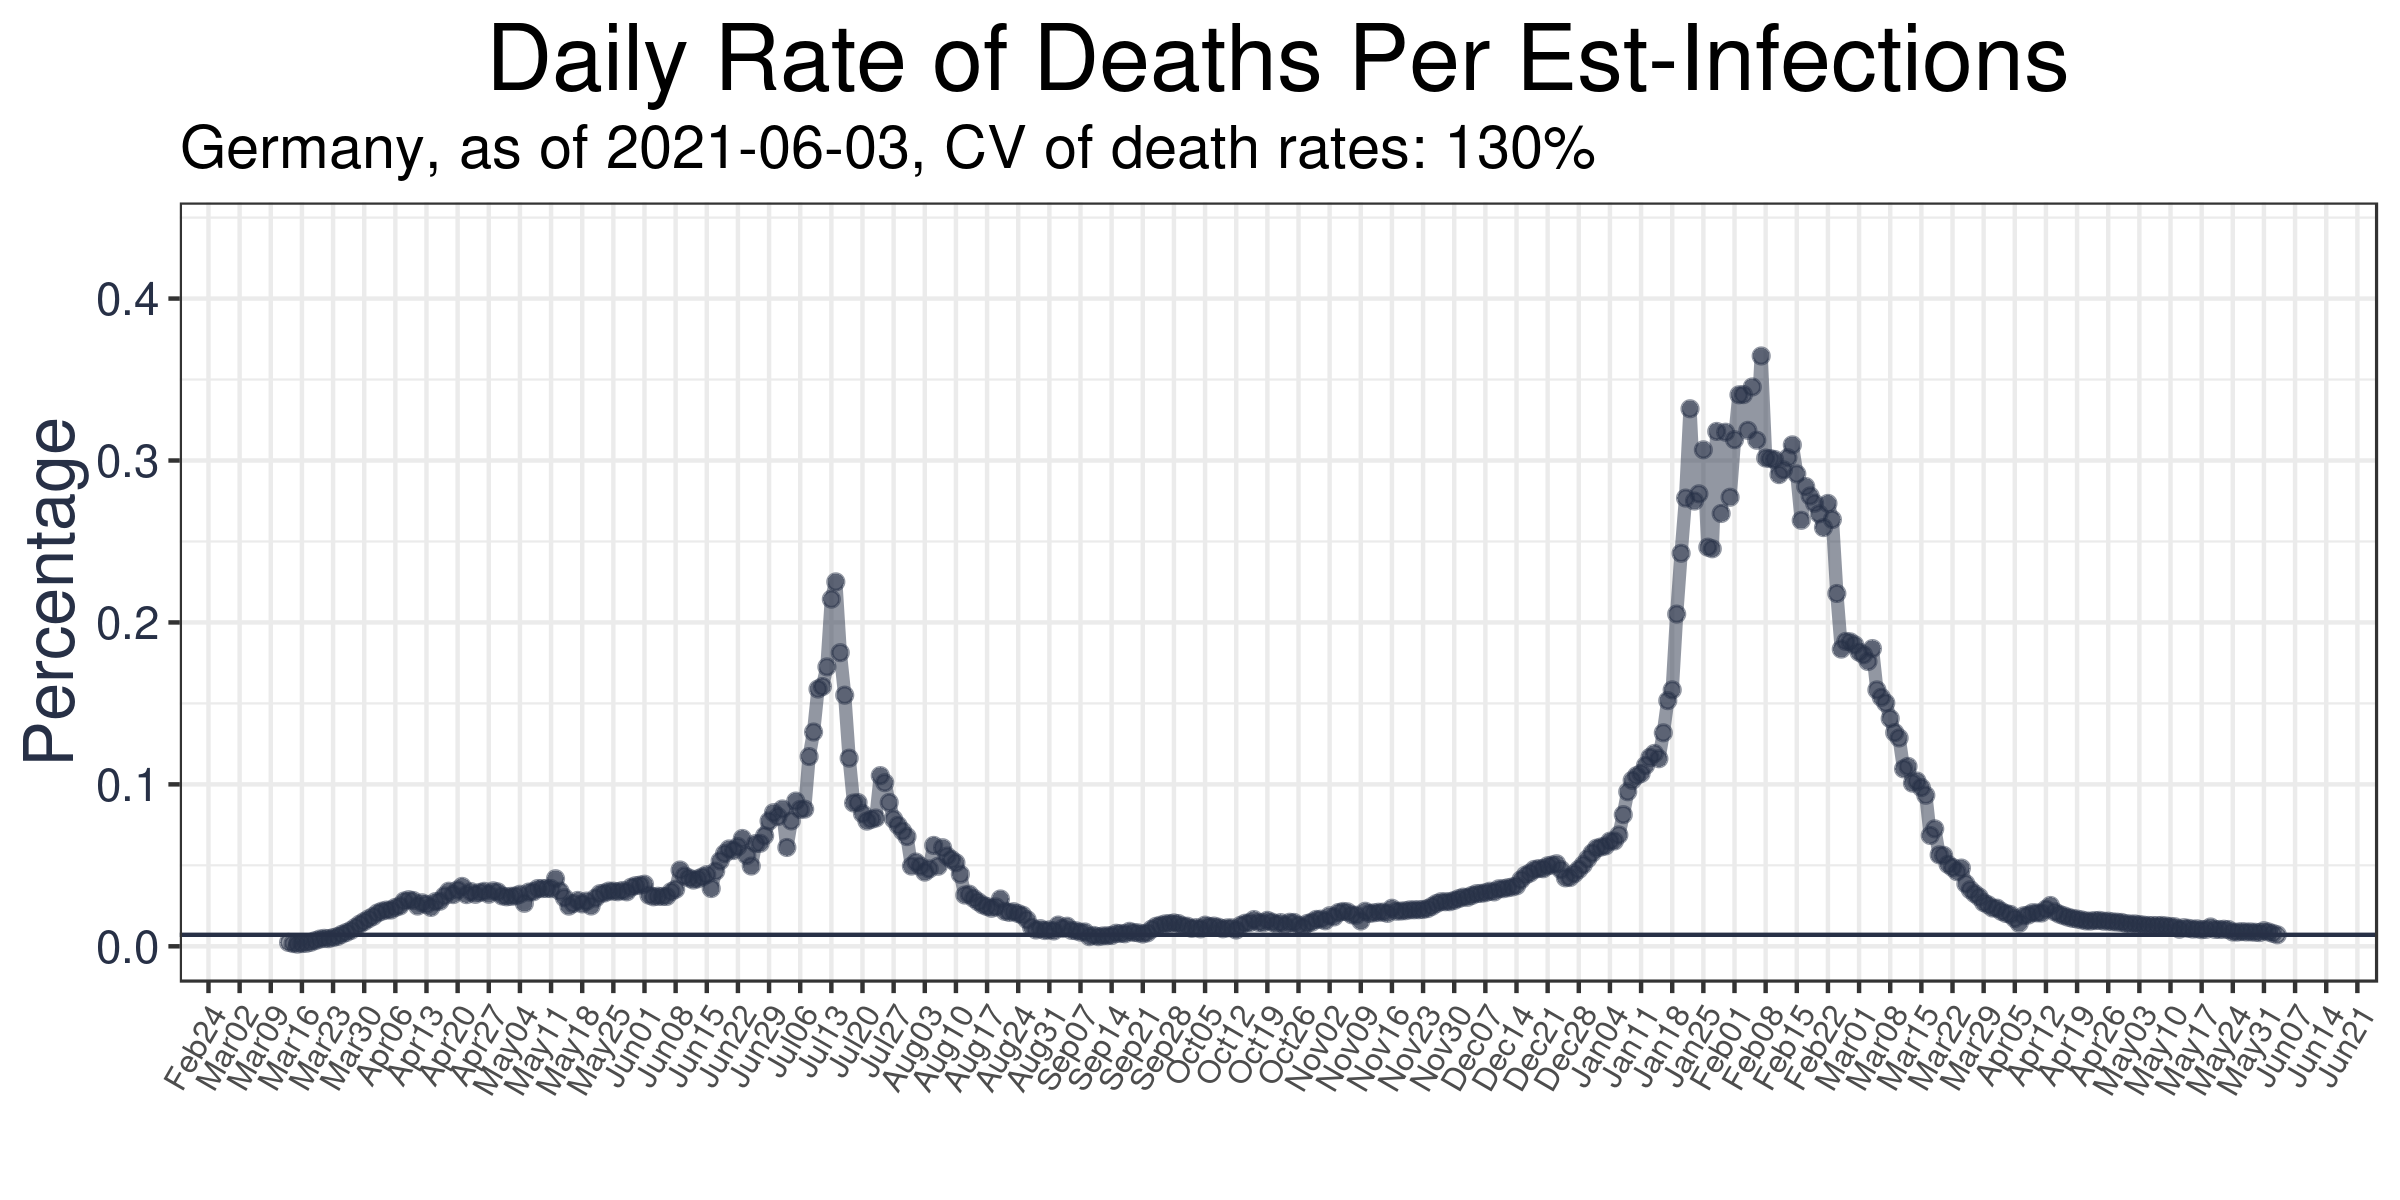 Daily Rate of Deaths Per Est-Infections
Germany, as of 2021-06-03, CV of death rates: 130%
Percentage
0.4
0.3
0.2
0.1
0.0
Feb24
Mar02
Mar09
Mar16
Mar23
Mar30
Apr06
Apr13
Apr20
Apr27
May04
May11
May18
May25
Jun01
Jun08
Jun15
Jun22
Jun29
Jul06
Jul13
Jul20
Jul27
Aug03
Aug10
Aug17
Aug24
Aug31
Sep07
Sep14
Sep21
Sep28
Oct05
Oct12
Oct19
Oct26
Nov02
Nov09
Nov16
Nov23
Nov30
Dec07
Dec14
Dec21
Dec28
Jan04
Jan11
Jan18
Jan25
Feb01
Feb08
Feb15
Feb22
Mar01
Mar08
Mar15
Mar22
Mar29
Apr05
Apr12
Apr19
Apr26
May03
May10
May17
May24
May31
Jun07
Jun14
Jun21